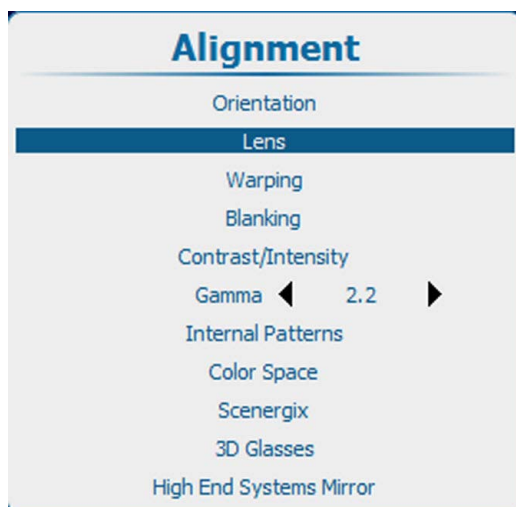 Alignment
Orientation
Lens
Warping
Blanking
Contrast/Intensity
Gamma 2.2
Internal Patterns
Color Space
Scenergix
3D Glasses
High End Systems Mirror